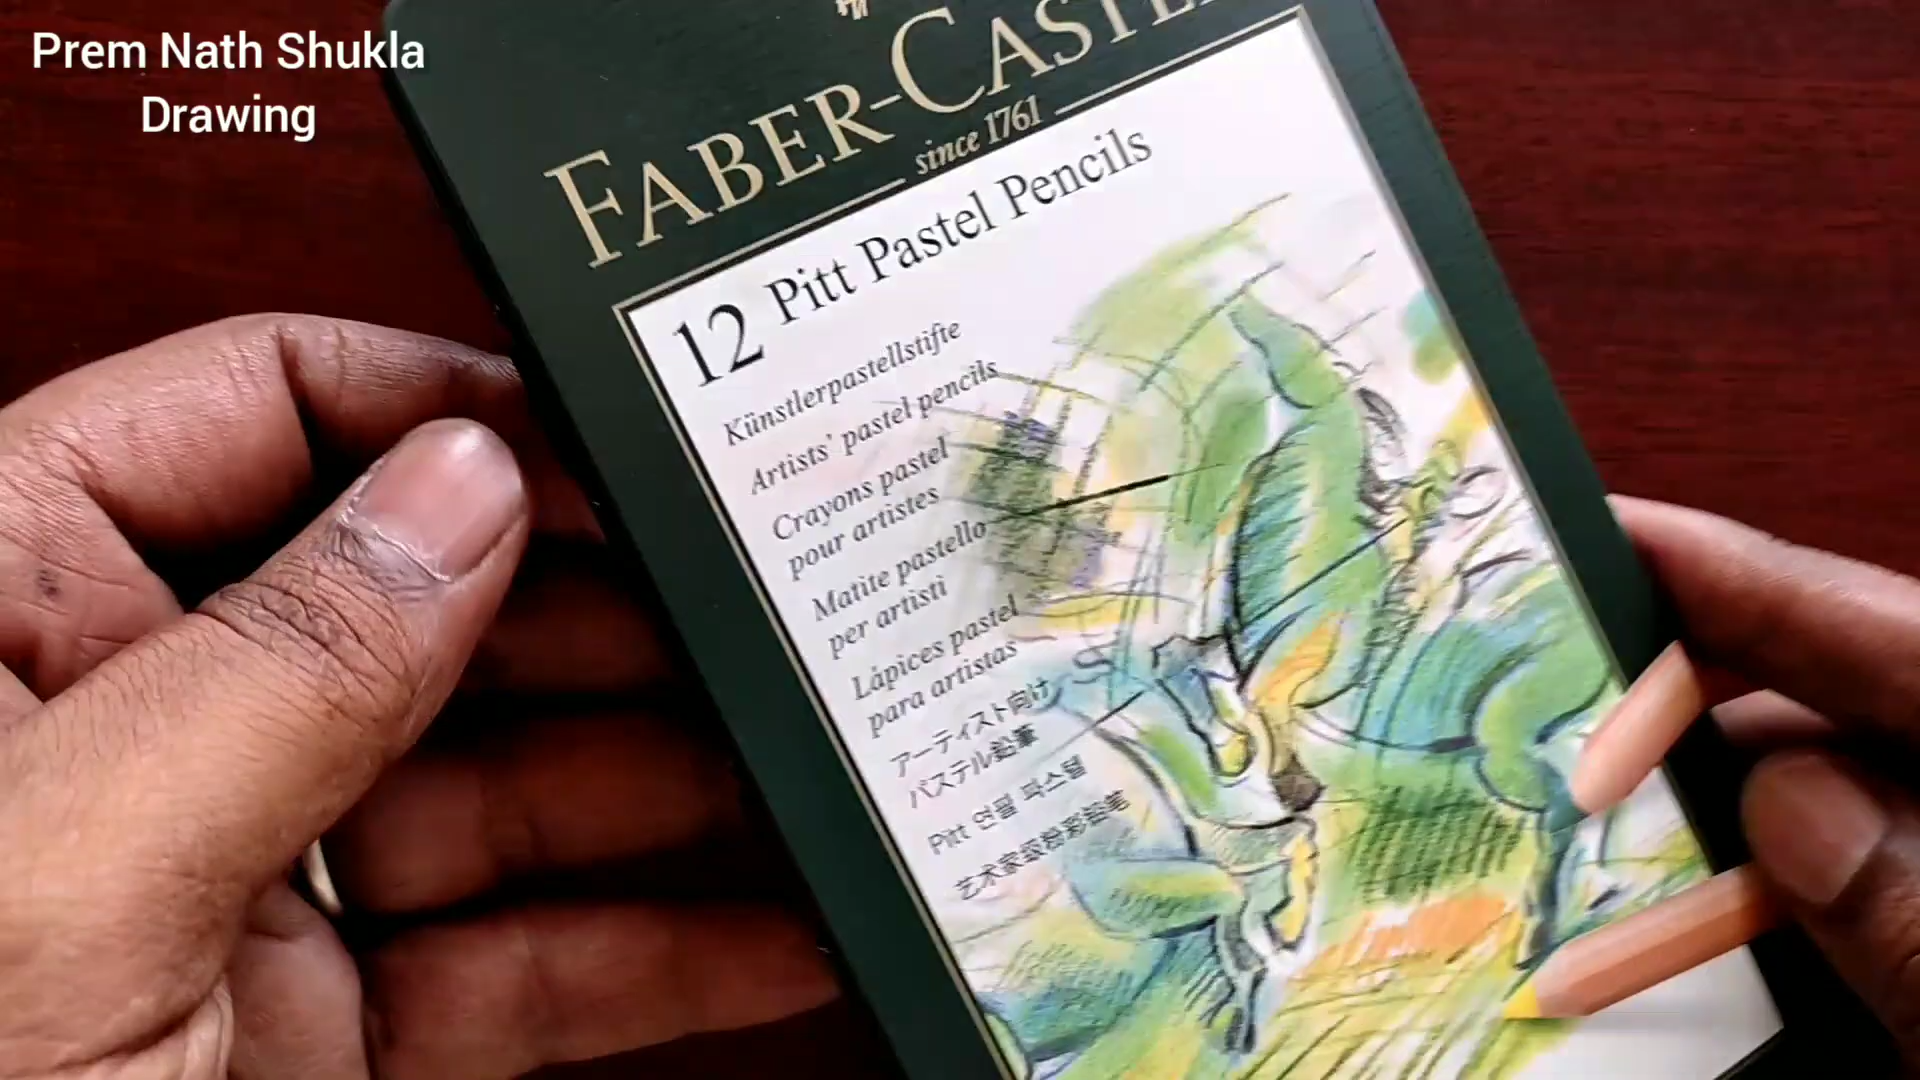 Prem Nath Shukla
Drawing
FABER-CASTELL
since 1761
12 Pitt Pastel Pencils
Künstlerpastellstifte
Artists' pastel pencils
Crayons pastel
pour artistes
Matite pastello
per artisti
Lápices pastel
para artistas
アーティスト向け
パステル鉛筆
Pitt 연필 파스텔
艺术家级粉彩铅笔